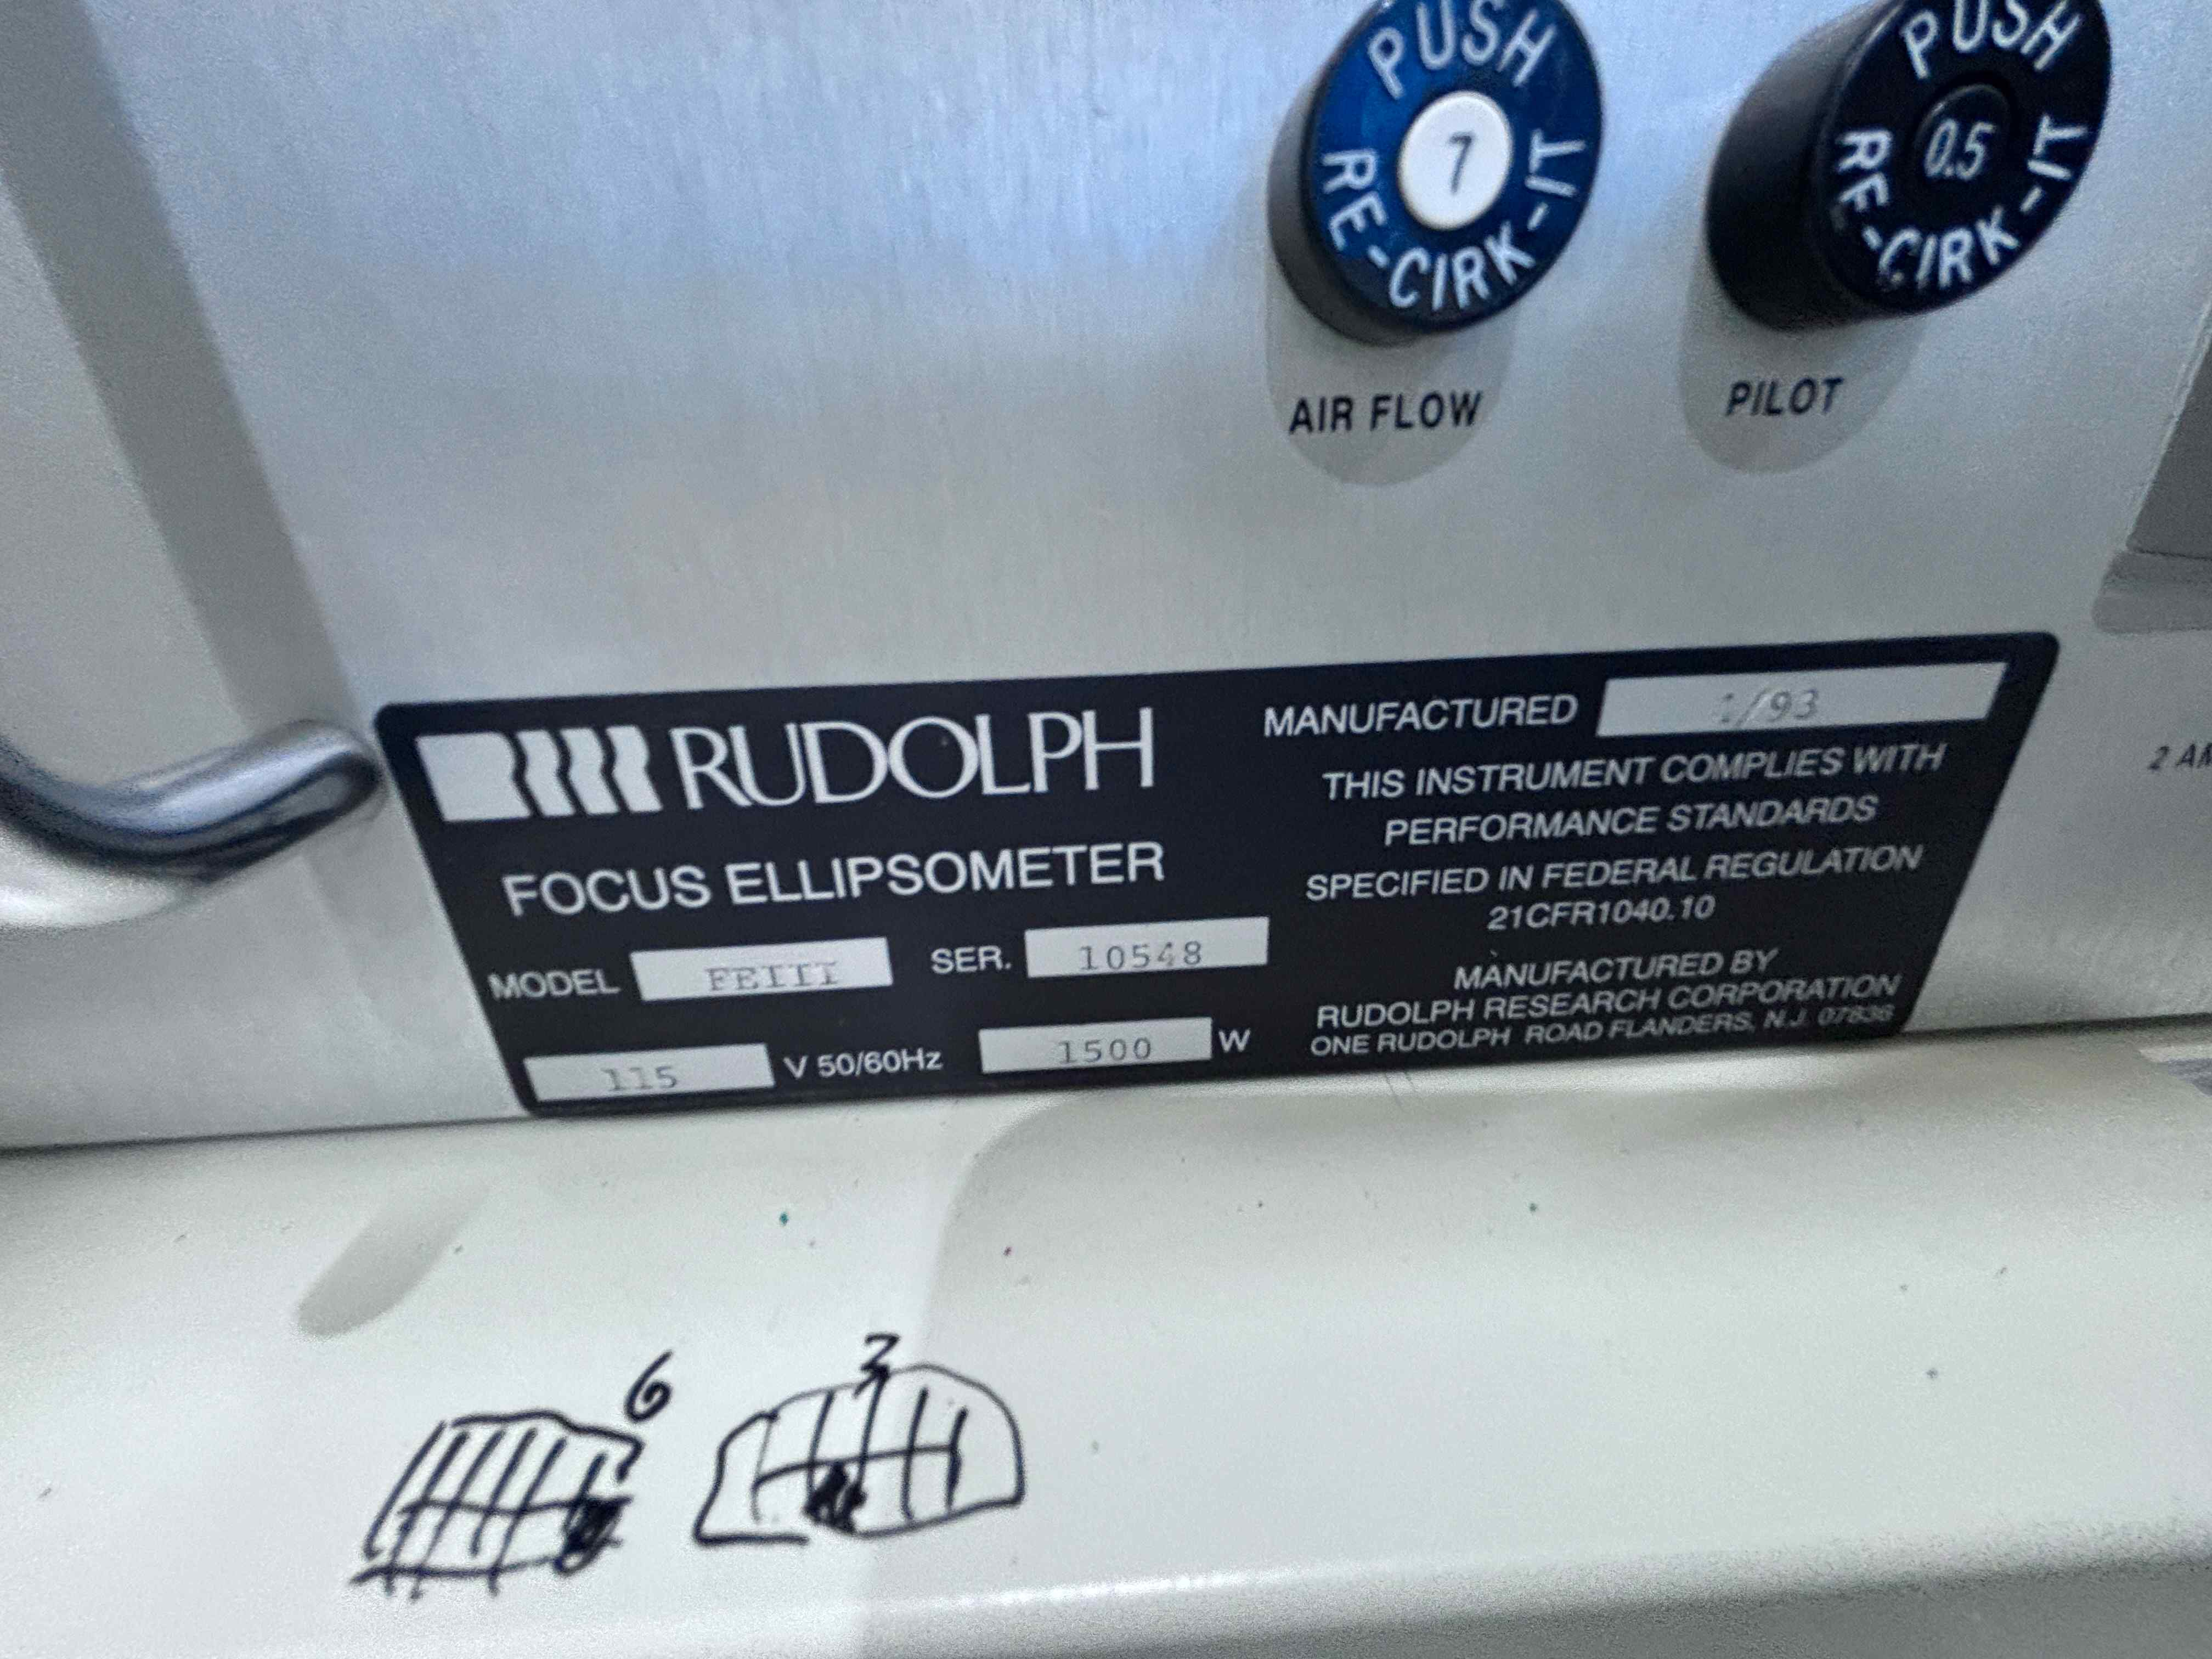 PUSH
7
RE-CIRK-IT
AIR FLOW
PUSH
0.5
RE-CIRK-IT
PILOT
2 AM
RUDOLPH
FOCUS ELLIPSOMETER
MODEL FEIII SER. 10548
115 V 50/60Hz 1500 W
MANUFACTURED 1/93
THIS INSTRUMENT COMPLIES WITH
PERFORMANCE STANDARDS
SPECIFIED IN FEDERAL REGULATION
21CFR1040.10
MANUFACTURED BY
RUDOLPH RESEARCH CORPORATION
ONE RUDOLPH ROAD FLANDERS, N.J. 07836
6
3